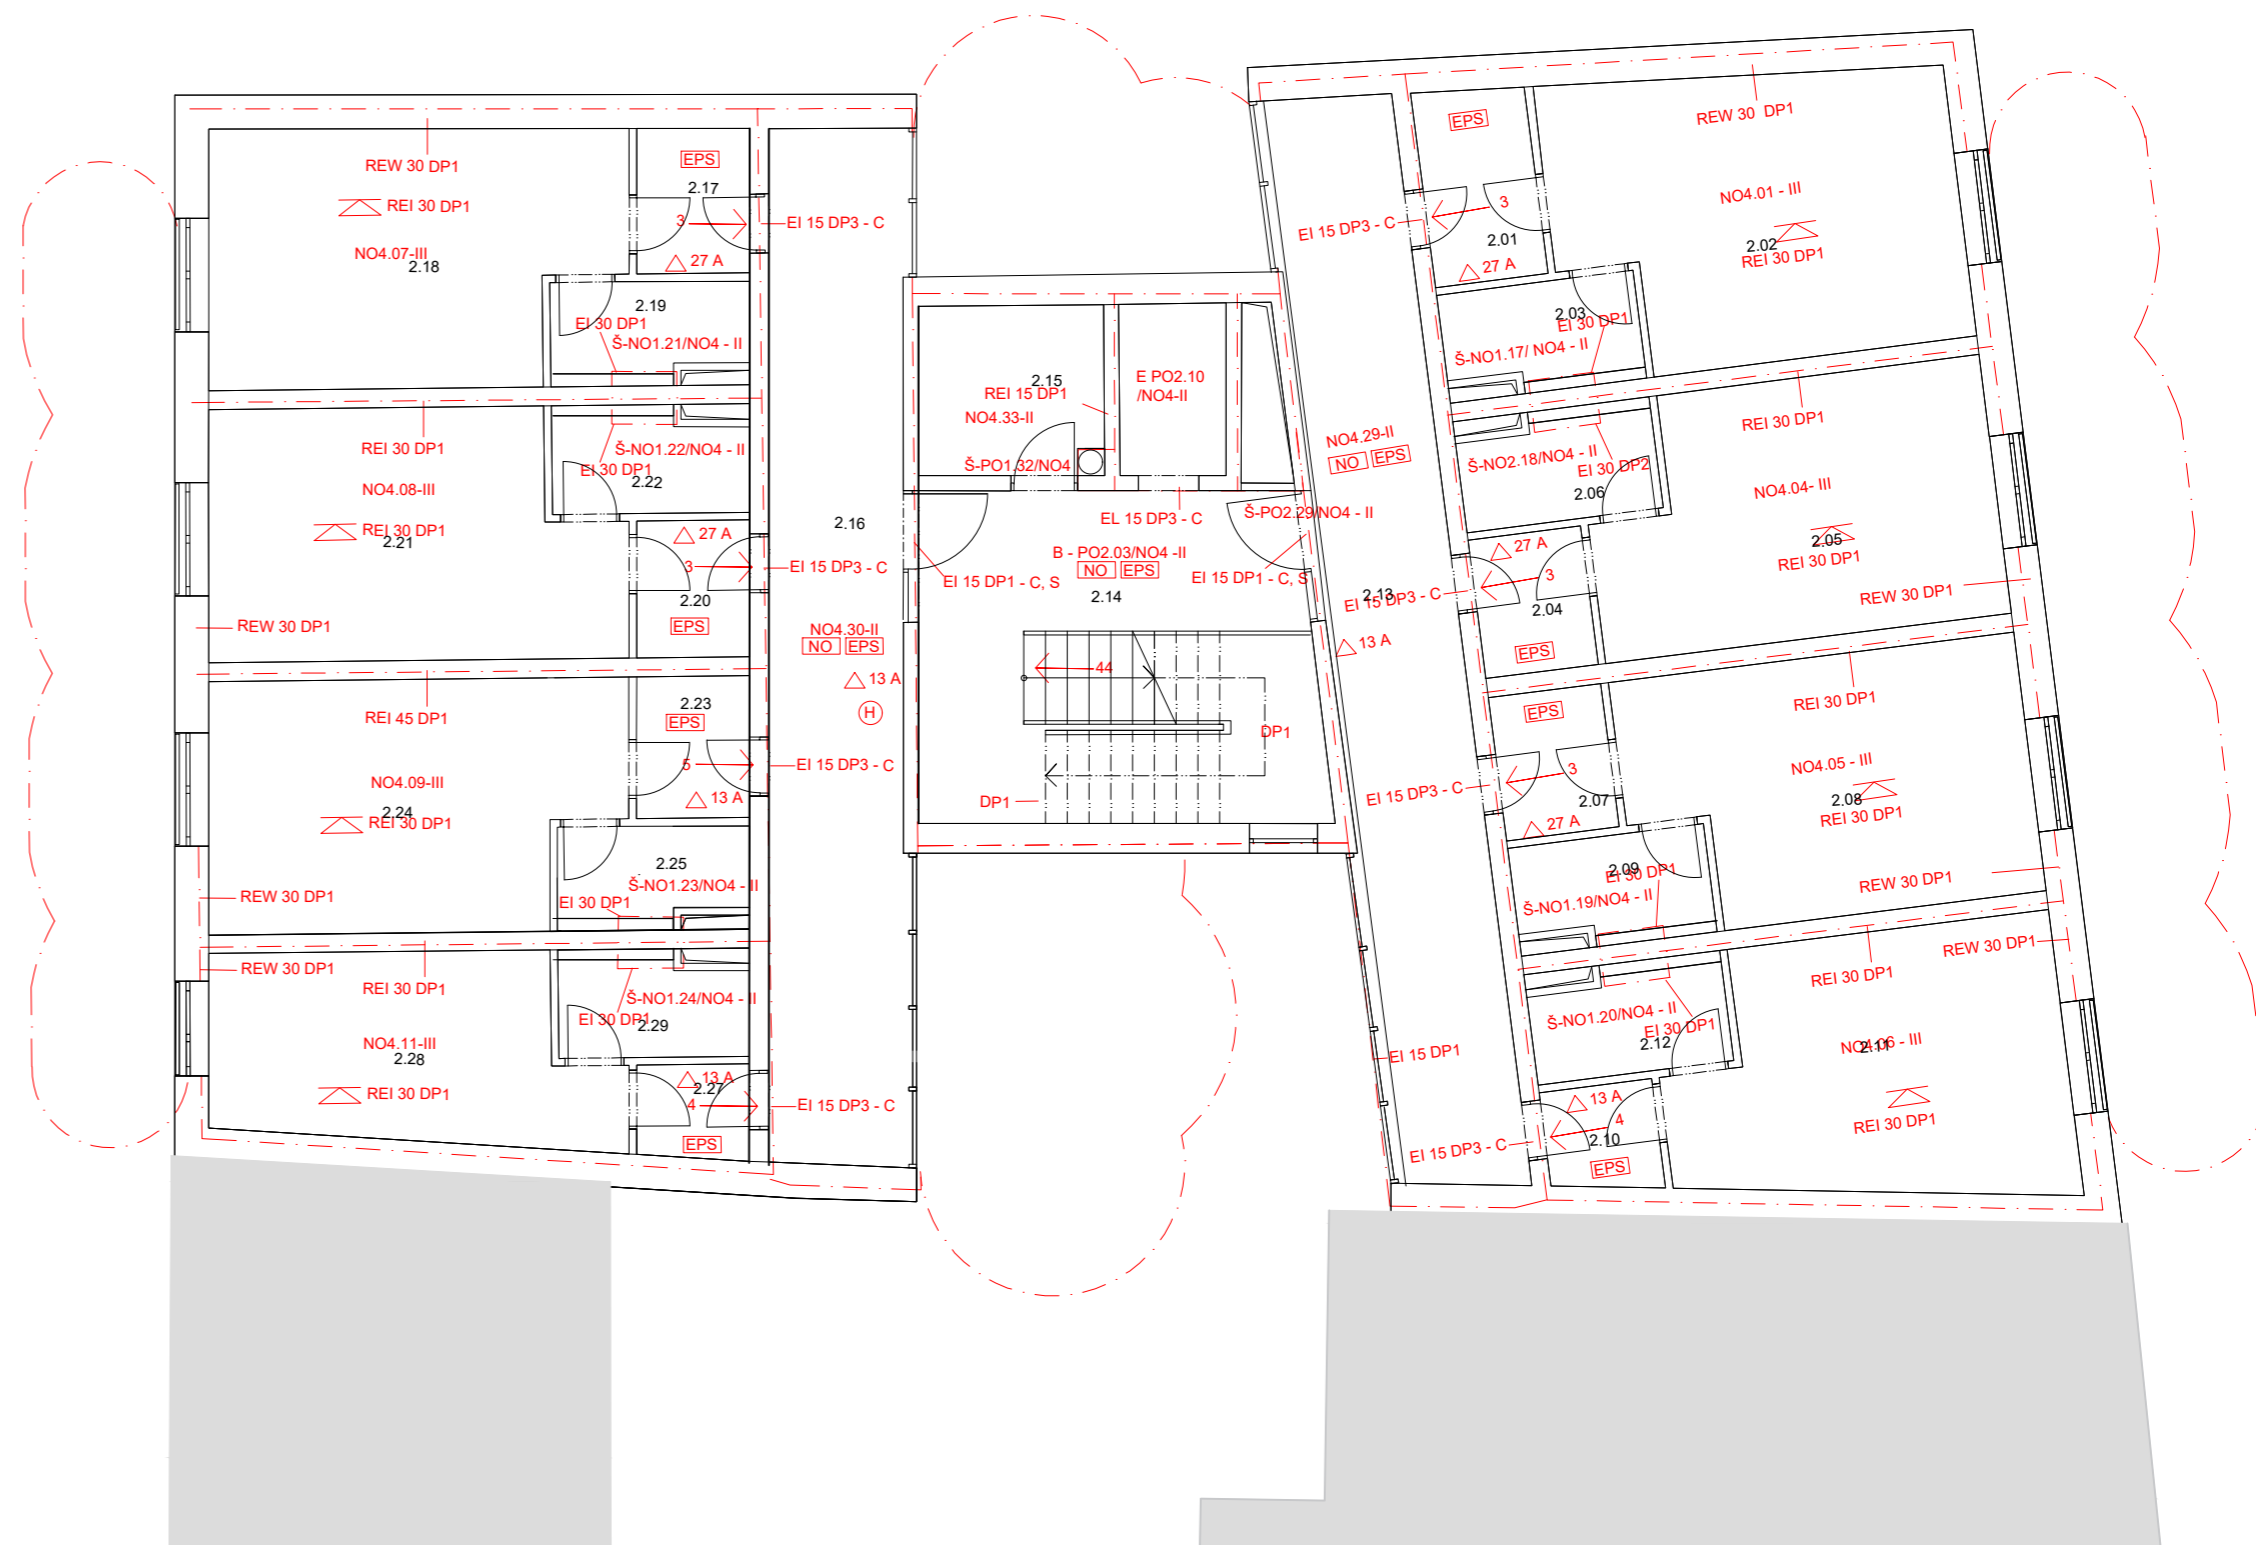 REW 30 DP1
REI 30 DP1
NO4.07-III
2.18
EPS
2.17
3
EI 15 DP3 - C
27 A
2.19
EI 30 DP1
Š-NO1.21/NO4 - II
REI 30 DP1
NO4.08-III
REI 30 DP1
2.21
REW 30 DP1
Š-NO1.22/NO4 - II
EI 30 DP1
2.22
27 A
3
EI 15 DP3 - C
2.20
EPS
REI 45 DP1
NO4.09-III
2.24
REI 30 DP1
REW 30 DP1
2.23
EPS
5
EI 15 DP3 - C
13 A
2.25
Š-NO1.23/NO4 - II
EI 30 DP1
REW 30 DP1
REI 30 DP1
NO4.11-III
2.28
REI 30 DP1
Š-NO1.24/NO4 - II
EI 30 DP1
2.29
13 A
2.27
4
EI 15 DP3 - C
EPS
2.16
NO4.30-II
NO EPS
13 A
H
2.15
REI 15 DP1
NO4.33-II
Š-PO1.32/NO4
E PO2.10
/NO4-II
EL 15 DP3 - C
Š-PO2.29/NO4 - II
B - PO2.03/NO4 -II
NO EPS
EI 15 DP1 - C, S
EI 15 DP1 - C, S
2.14
44
DP1
DP1
NO4.29-II
NO EPS
2.13
13 A
EI 15 DP1
EPS
REW 30 DP1
NO4.01 - III
2.02
REI 30 DP1
EI 15 DP3 - C
3
2.01
27 A
2.03
EI 30 DP1
Š-NO1.17/ NO4 - II
REI 30 DP1
Š-NO2.18/NO4 - II
EI 30 DP2
2.06
NO4.04- III
2.05
REI 30 DP1
REW 30 DP1
27 A
3
EI 15 DP3 - C
2.04
EPS
REI 30 DP1
EPS
NO4.05 - III
2.08
REI 30 DP1
3
EI 15 DP3 - C
2.07
27 A
2.09
EI 30 DP1
Š-NO1.19/NO4 - II
REW 30 DP1
REW 30 DP1
REI 30 DP1
Š-NO1.20/NO4 - II
EI 30 DP1
2.12
NO4.06 - III
2.11
REI 30 DP1
13 A
4
EI 15 DP3 - C
2.10
EPS